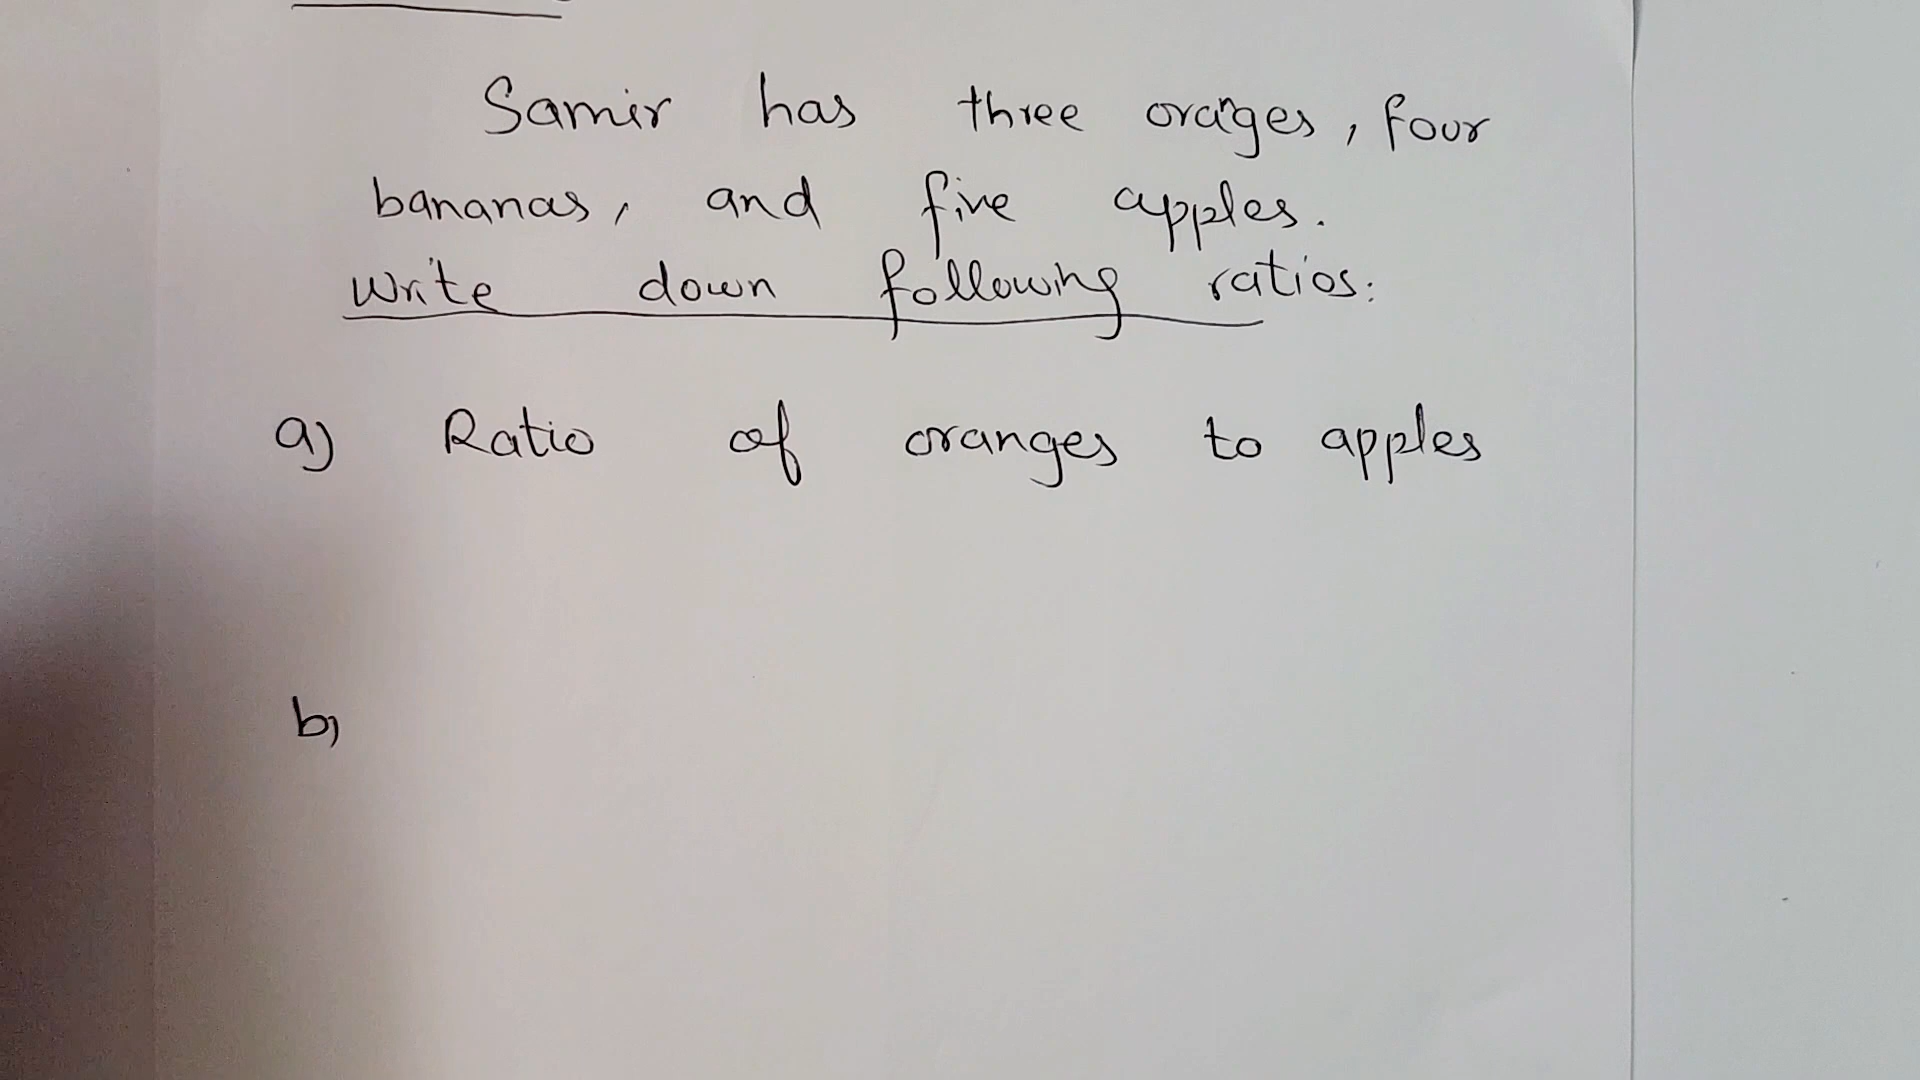 Samir has three oranges, four
bananas, and five apples.
Write down following ratios:
a) Ratio of oranges to apples
b)